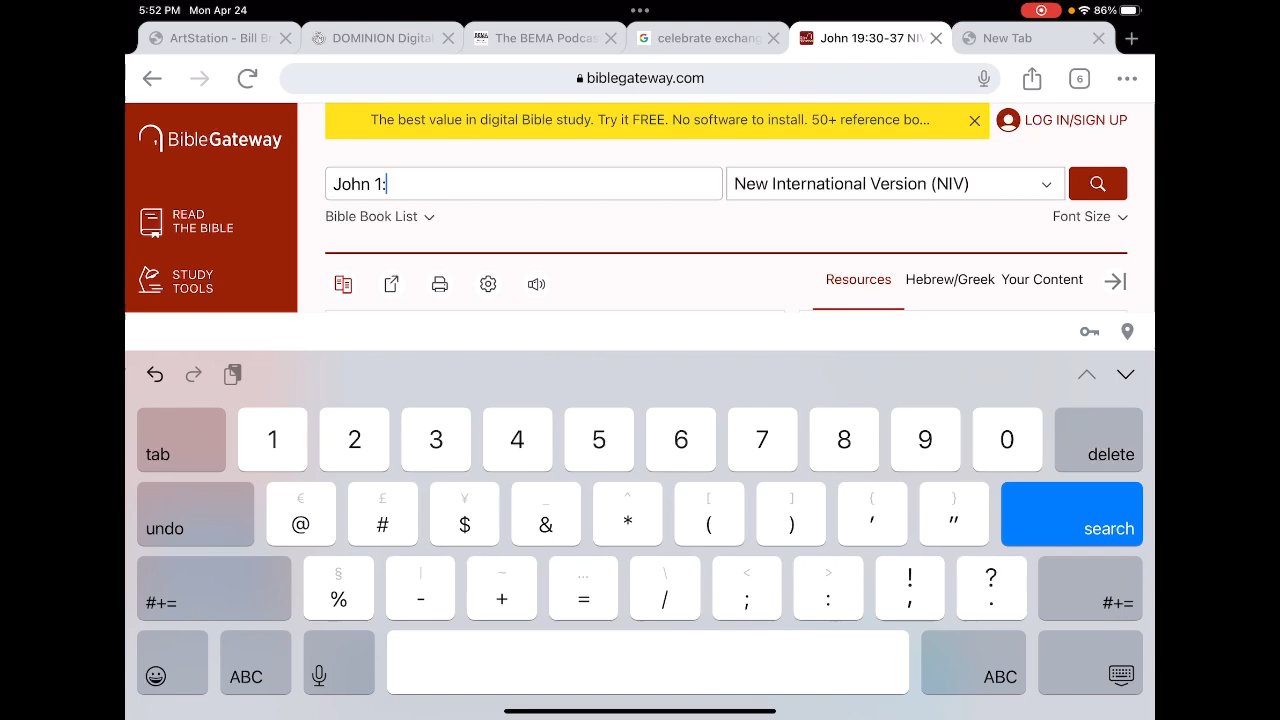 5:52 PM Mon Apr 24
86%
ArtStation - Bill Br
DOMINION Digital
The BEMA Podcas
celebrate exchang
John 19:30-37 NIV
New Tab
biblegateway.com
6
BibleGateway
The best value in digital Bible study. Try it FREE. No software to install. 50+ reference bo...
LOG IN/SIGN UP
John 1:
New International Version (NIV)
Bible Book List
Font Size
READ
THE BIBLE
STUDY
TOOLS
Resources
Hebrew/Greek
Your Content
tab
1 2 3 4 5 6 7 8 9 0
delete
€ £ ¥ _ ^ [ ] { }
undo @ # $ & * ( ) ' " search
§ | ~ … \ < > ! ?
#+= % - + = / ; : , . #+=
ABC
ABC